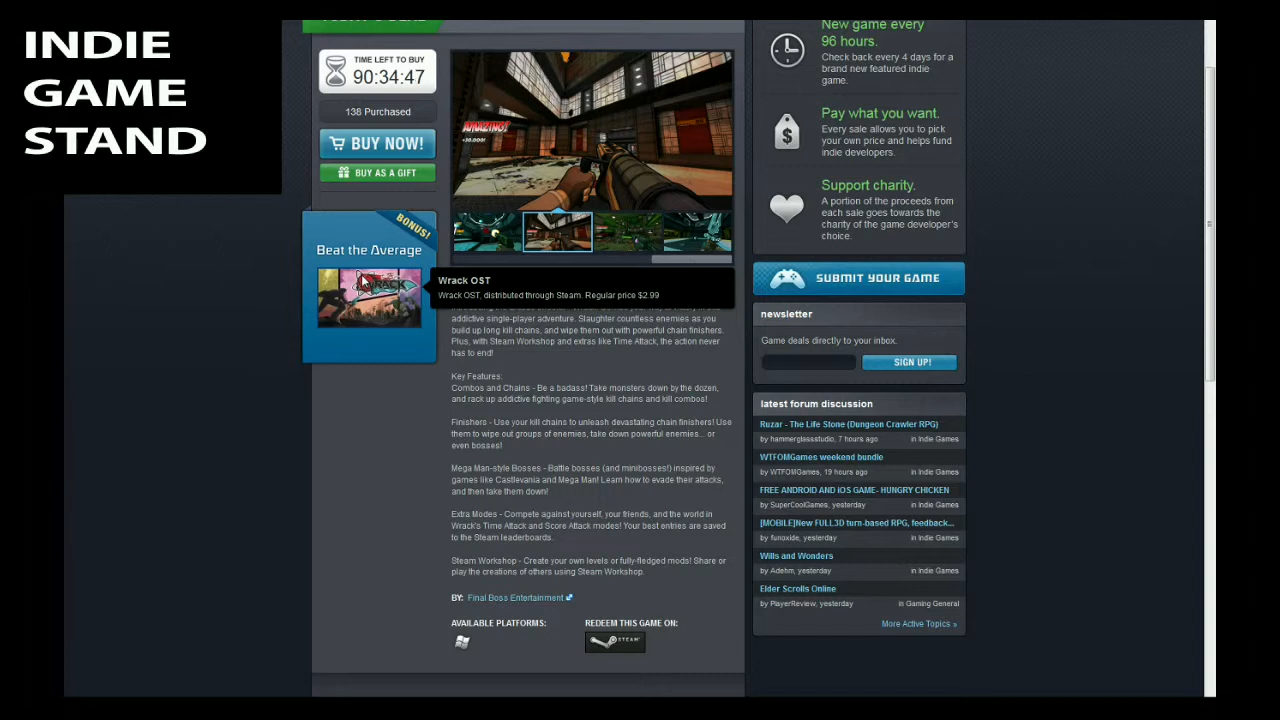 INDIE
GAME
STAND
TIME LEFT TO BUY
90:34:47
138 Purchased
BUY NOW!
BUY AS A GIFT
BONUS!
Beat the Average
WRACK
AMAZING!
Wrack OST
Wrack OST, distributed through Steam. Regular price $2.99
addictive single-player adventure. Slaughter countless enemies as you
build up long kill chains, and wipe them out with powerful chain finishers.
Plus, with Steam Workshop and extras like Time Attack, the action never
has to end!
Key Features:
Combos and Chains - Be a badass! Take monsters down by the dozen,
and rack up addictive fighting game-style kill chains and kill combos!
Finishers - Use your kill chains to unleash devastating chain finishers! Use
them to wipe out groups of enemies, take down powerful enemies... or
even bosses!
Mega Man-style Bosses - Battle bosses (and minibosses!) inspired by
games like Castlevania and Mega Man! Learn how to evade their attacks,
and then take them down!
Extra Modes - Compete against yourself, your friends, and the world in
Wrack's Time Attack and Score Attack modes! Your best entries are saved
to the Steam leaderboards.
Steam Workshop - Create your own levels or fully-fledged mods! Share or
play the creations of others using Steam Workshop.
BY: Final Boss Entertainment
AVAILABLE PLATFORMS:
REDEEM THIS GAME ON:
STEAM
New game every
96 hours.
Check back every 4 days for a
brand new featured indie
game.
Pay what you want.
Every sale allows you to pick
your own price and helps fund
indie developers.
Support charity.
A portion of the proceeds from
each sale goes towards the
charity of the game developer's
choice.
SUBMIT YOUR GAME
newsletter
Game deals directly to your inbox.
SIGN UP!
latest forum discussion
Ruzar - The Life Stone (Dungeon Crawler RPG)
by hammerglassstudio, 7 hours ago in Indie Games
WTFOMGames weekend bundle
by WTFOMGames, 19 hours ago in Indie Games
FREE ANDROID AND iOS GAME- HUNGRY CHICKEN
by SuperCoolGames, yesterday in Indie Games
[MOBILE]New FULL3D turn-based RPG, feedback...
by funoxide, yesterday in Indie Games
Wills and Wonders
by Adehm, yesterday in Indie Games
Elder Scrolls Online
by PlayerReview, yesterday in Gaming General
More Active Topics »